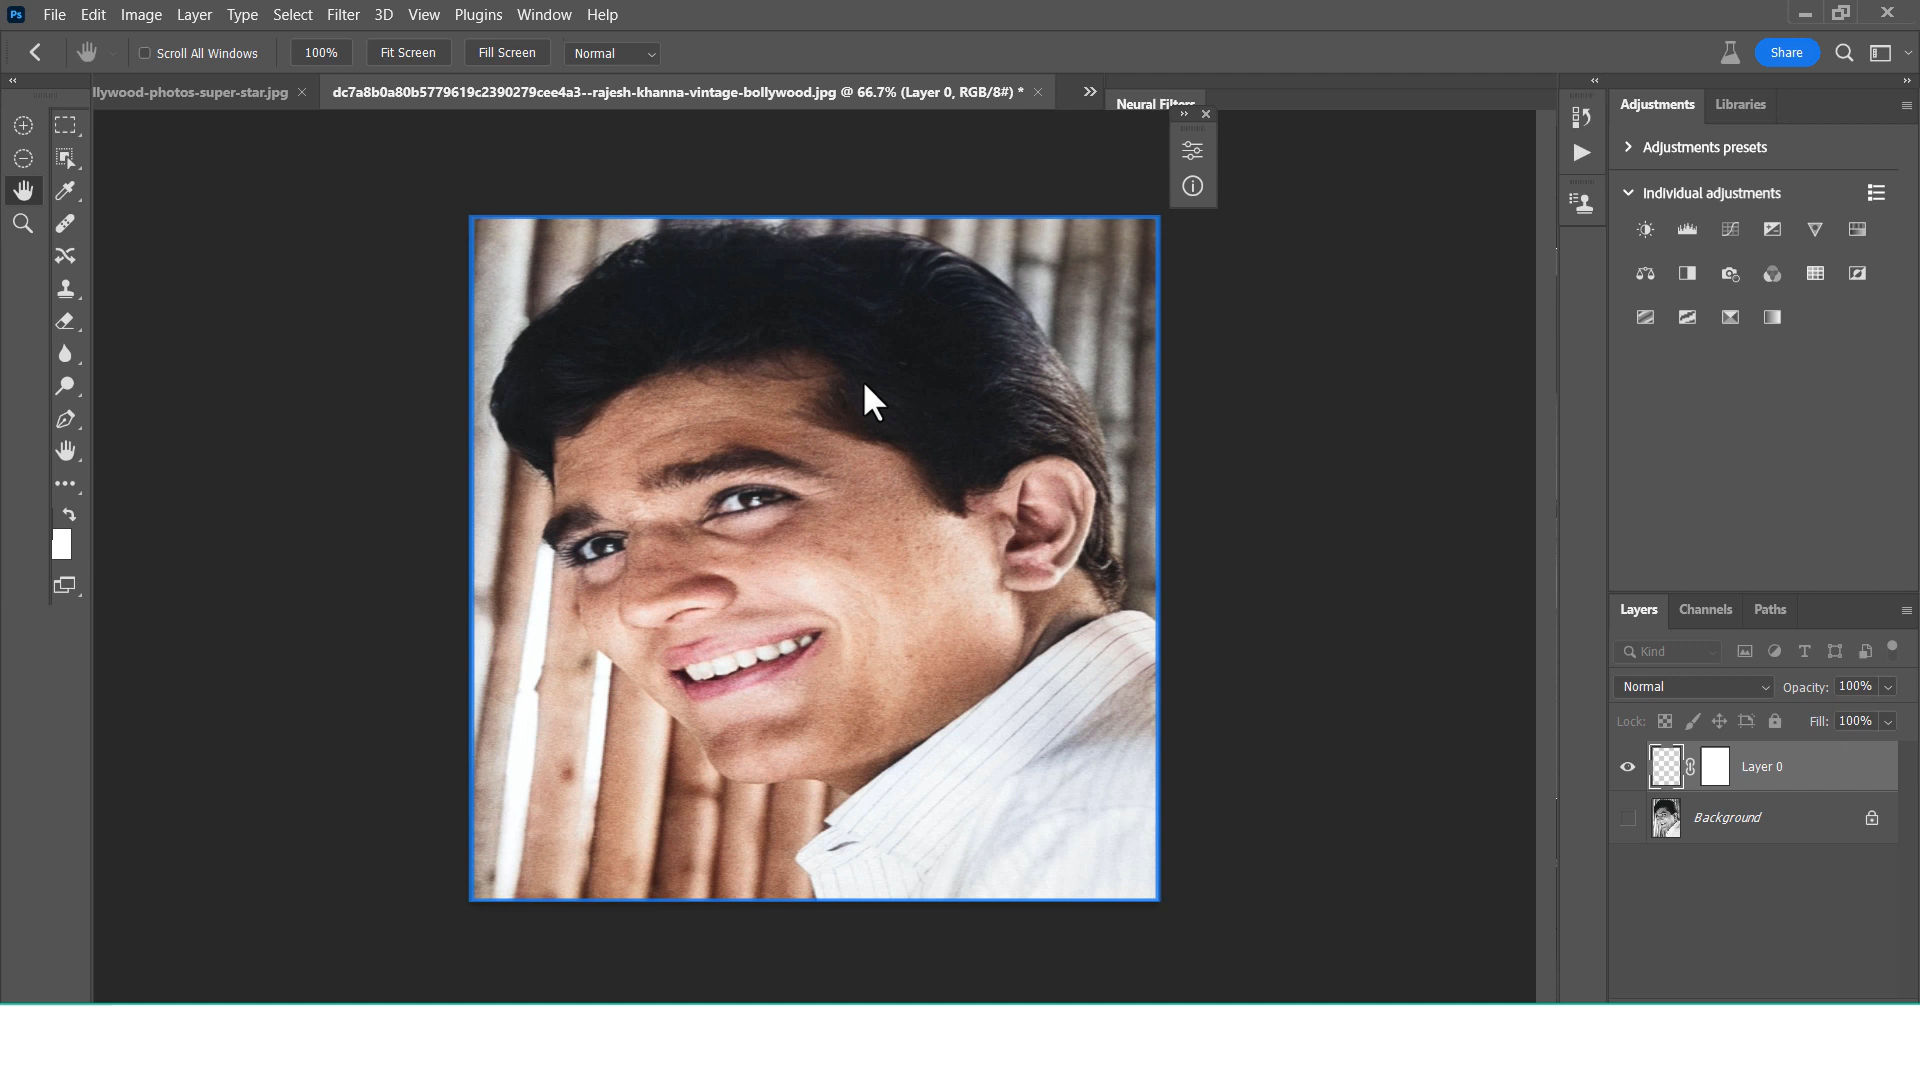 Ps File Edit Image Layer Type Select Filter 3D View Plugins Window Help
Scroll All Windows 100% Fit Screen Fill Screen Normal Share
llywood-photos-super-star.jpg dc7a8b0a80b5779619c2390279cee4a3--rajesh-khanna-vintage-bollywood.jpg @ 66.7% (Layer 0, RGB/8#) *
Neural Filters
Adjustments Libraries
Adjustments presets
Individual adjustments
Layers Channels Paths
Kind
Normal Opacity: 100%
Lock: Fill: 100%
Layer 0
Background